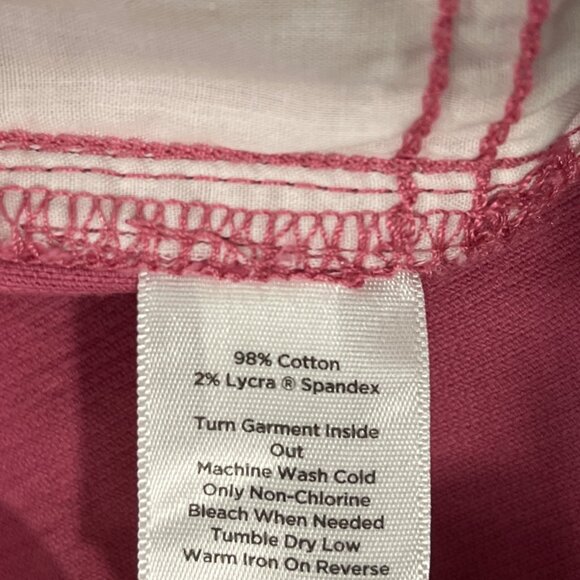 98% Cotton
2% Lycra ® Spandex
Turn Garment Inside
Out
Machine Wash Cold
Only Non-Chlorine
Bleach When Needed
Tumble Dry Low
Warm Iron On Reverse